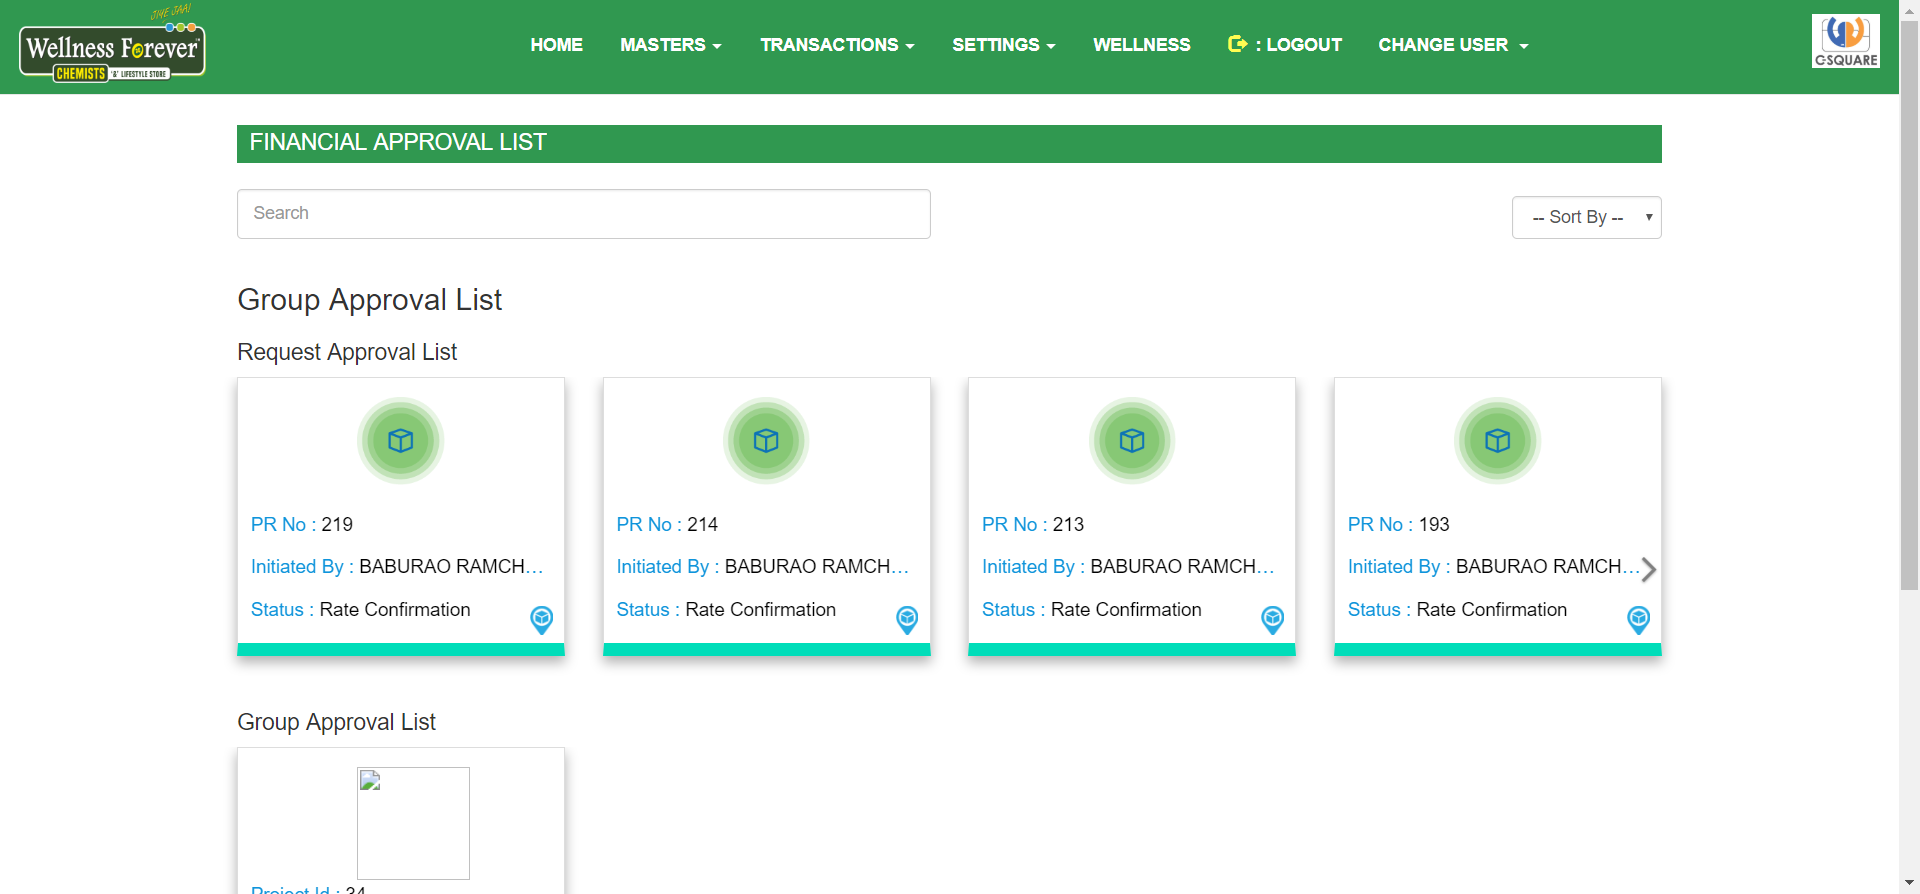 JIYE JAA!
Wellness Forever
CHEMISTS '&' LIFESTYLE STORE
HOME
MASTERS
TRANSACTIONS
SETTINGS
WELLNESS
: LOGOUT
CHANGE USER
C-SQUARE
FINANCIAL APPROVAL LIST
Search
-- Sort By --
Group Approval List
Request Approval List
PR No : 219
Initiated By : BABURAO RAMCH...
Status : Rate Confirmation
PR No : 214
Initiated By : BABURAO RAMCH...
Status : Rate Confirmation
PR No : 213
Initiated By : BABURAO RAMCH...
Status : Rate Confirmation
PR No : 193
Initiated By : BABURAO RAMCH...
Status : Rate Confirmation
Group Approval List
Project Id : 34